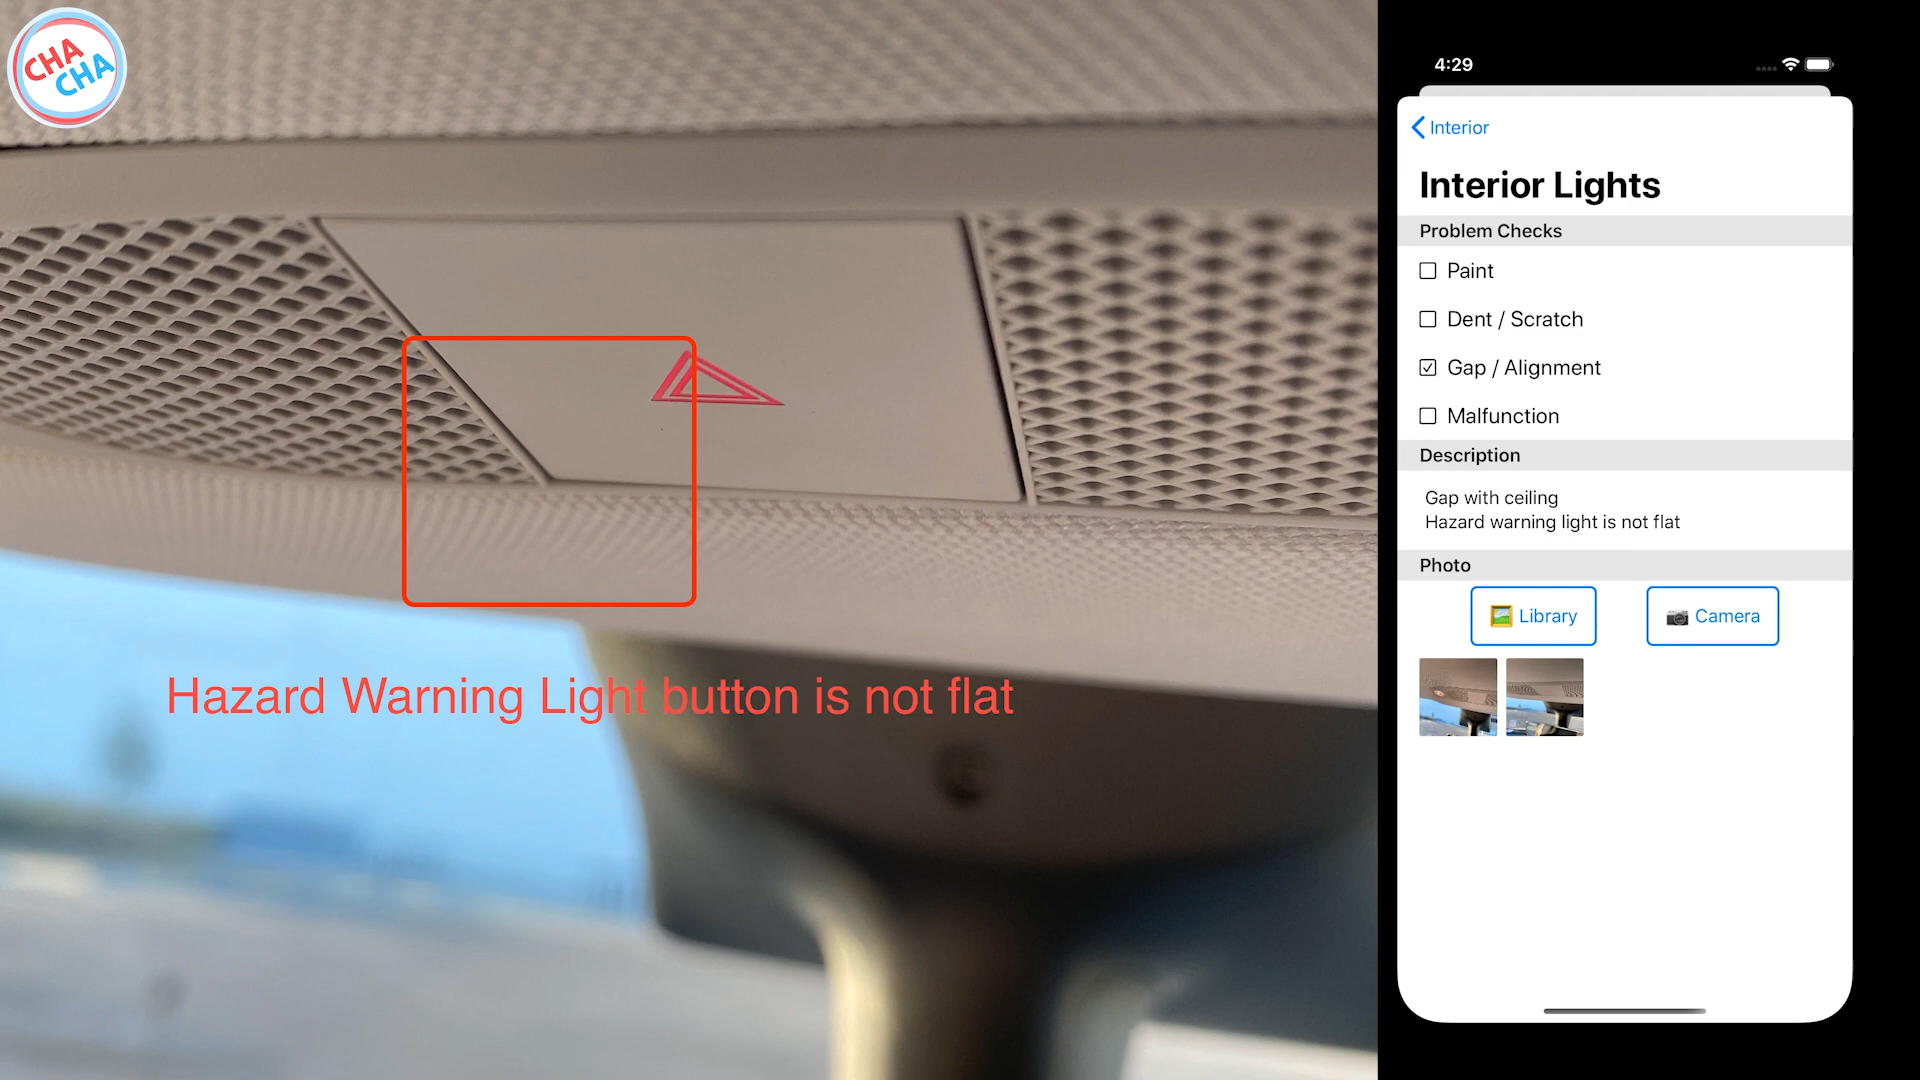 CHA
CHA
Hazard Warning Light button is not flat
4:29
Interior
Interior Lights
Problem Checks
Paint
Dent / Scratch
Gap / Alignment
Malfunction
Description
Gap with ceiling
Hazard warning light is not flat
Photo
Library
Camera